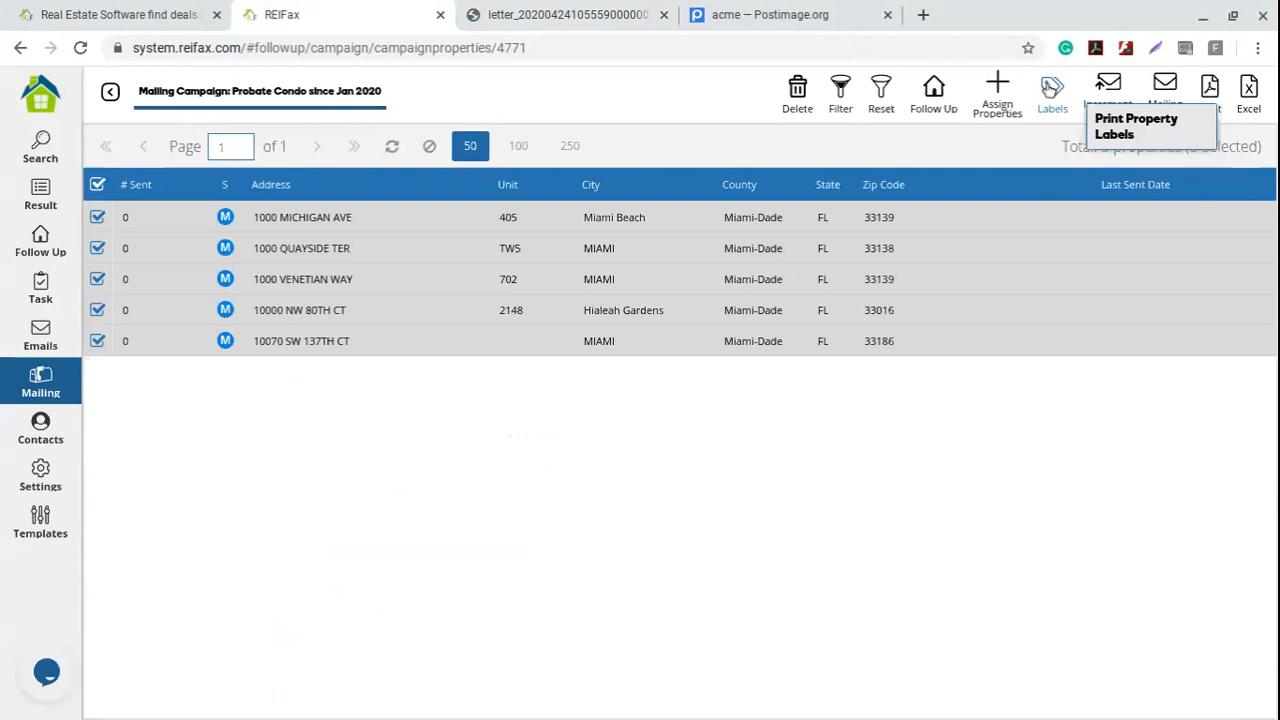 Real Estate Software find deals
REIFax
letter_20200424105559000000
acme — Postimage.org
system.reifax.com/#followup/campaign/campaignproperties/4771
Mailing Campaign: Probate Condo since Jan 2020
Delete
Filter
Reset
Follow Up
Assign
Properties
Labels
Excel
Print Property
Labels
Search
Result
Follow Up
Task
Emails
Mailing
Contacts
Settings
Templates
Page 1 of 1
50 100 250
# Sent S Address Unit City County State Zip Code Last Sent Date
0 M 1000 MICHIGAN AVE 405 Miami Beach Miami-Dade FL 33139
0 M 1000 QUAYSIDE TER TW5 MIAMI Miami-Dade FL 33138
0 M 1000 VENETIAN WAY 702 MIAMI Miami-Dade FL 33139
0 M 10000 NW 80TH CT 2148 Hialeah Gardens Miami-Dade FL 33016
0 M 10070 SW 137TH CT MIAMI Miami-Dade FL 33186